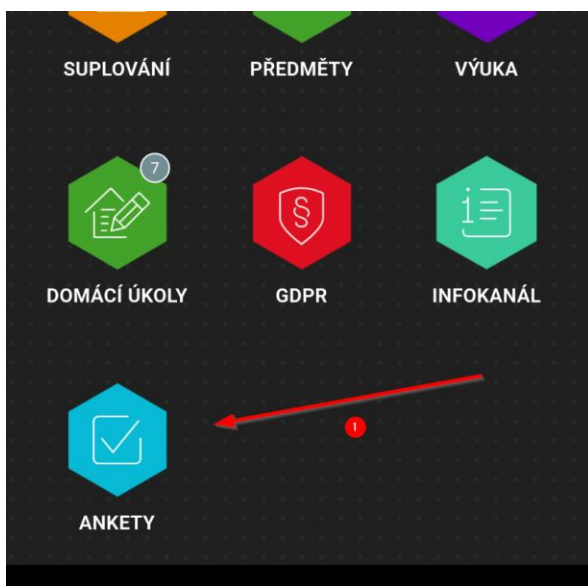 SUPLOVÁNÍ PŘEDMĚTY VÝUKA
7
DOMÁCÍ ÚKOLY GDPR INFOKANÁL
1
ANKETY